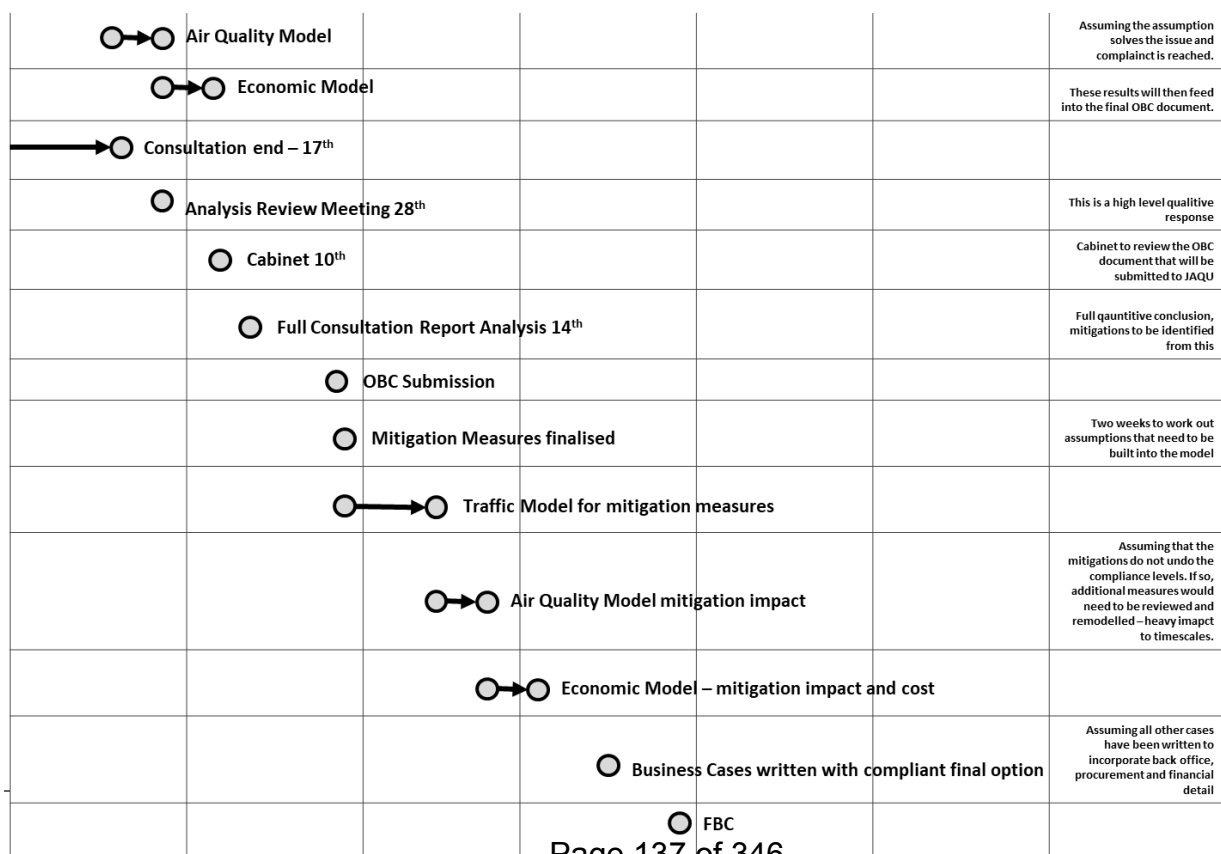 Air Quality Model
Assuming the assumption
solves the issue and
complainct is reached.
Economic Model
These results will then feed
into the final OBC document.
Consultation end – 17th
Analysis Review Meeting 28th
This is a high level qualitive
response
Cabinet 10th
Cabinet to review the OBC
document that will be
submitted to JAQU
Full Consultation Report Analysis 14th
Full qauntitive conclusion,
mitigations to be identified
from this
OBC Submission
Mitigation Measures finalised
Two weeks to work out
assumptions that need to be
built into the model
Traffic Model for mitigation measures
Air Quality Model mitigation impact
Assuming that the
mitigations do not undo the
compliance levels. If so,
additional measures would
need to be reviewed and
remodelled – heavy imapct
to timescales.
Economic Model – mitigation impact and cost
Business Cases written with compliant final option
Assuming all other cases
have been written to
incorporate back office,
procurement and financial
detail
FBC
Page 137 of 346